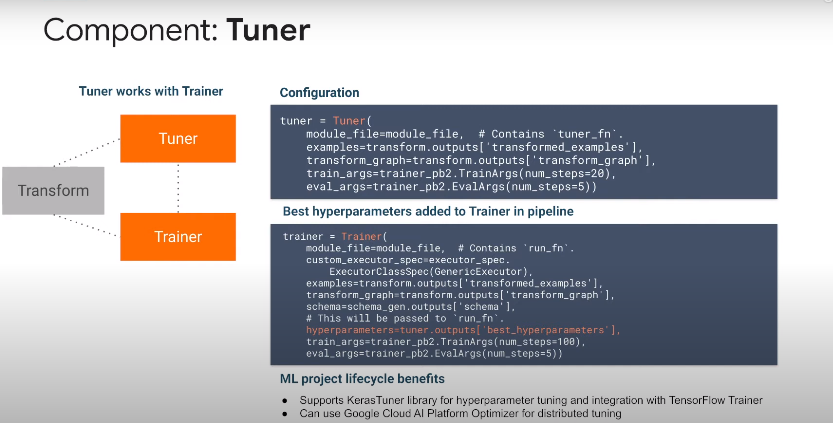 Component: Tuner
Tuner works with Trainer
Tuner
Transform
Trainer
Configuration
tuner = Tuner(
    module_file=module_file,  # Contains `tuner_fn`.
    examples=transform.outputs['transformed_examples'],
    transform_graph=transform.outputs['transform_graph'],
    train_args=trainer_pb2.TrainArgs(num_steps=20),
    eval_args=trainer_pb2.EvalArgs(num_steps=5))
Best hyperparameters added to Trainer in pipeline
trainer = Trainer(
    module_file=module_file,  # Contains `run_fn`.
    custom_executor_spec=executor_spec.
        ExecutorClassSpec(GenericExecutor),
    examples=transform.outputs['transformed_examples'],
    transform_graph=transform.outputs['transform_graph'],
    schema=schema_gen.outputs['schema'],
    # This will be passed to `run_fn`.
    hyperparameters=tuner.outputs['best_hyperparameters'],
    train_args=trainer_pb2.TrainArgs(num_steps=100),
    eval_args=trainer_pb2.EvalArgs(num_steps=5))
ML project lifecycle benefits
● Supports KerasTuner library for hyperparameter tuning and integration with TensorFlow Trainer
● Can use Google Cloud AI Platform Optimizer for distributed tuning